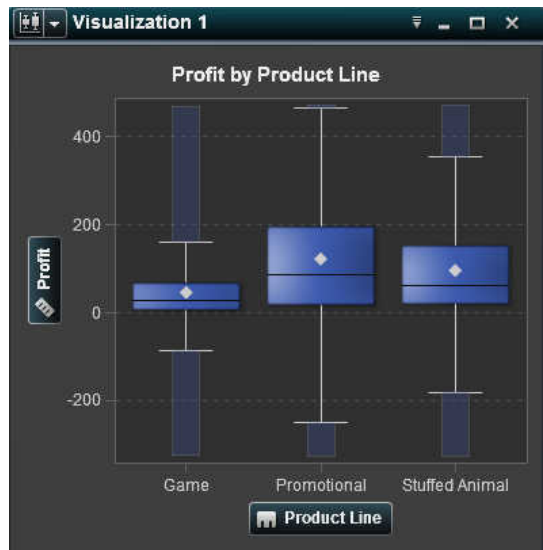 Visualization 1
Profit by Product Line
400
200
0
-200
Profit
Game Promotional Stuffed Animal
Product Line